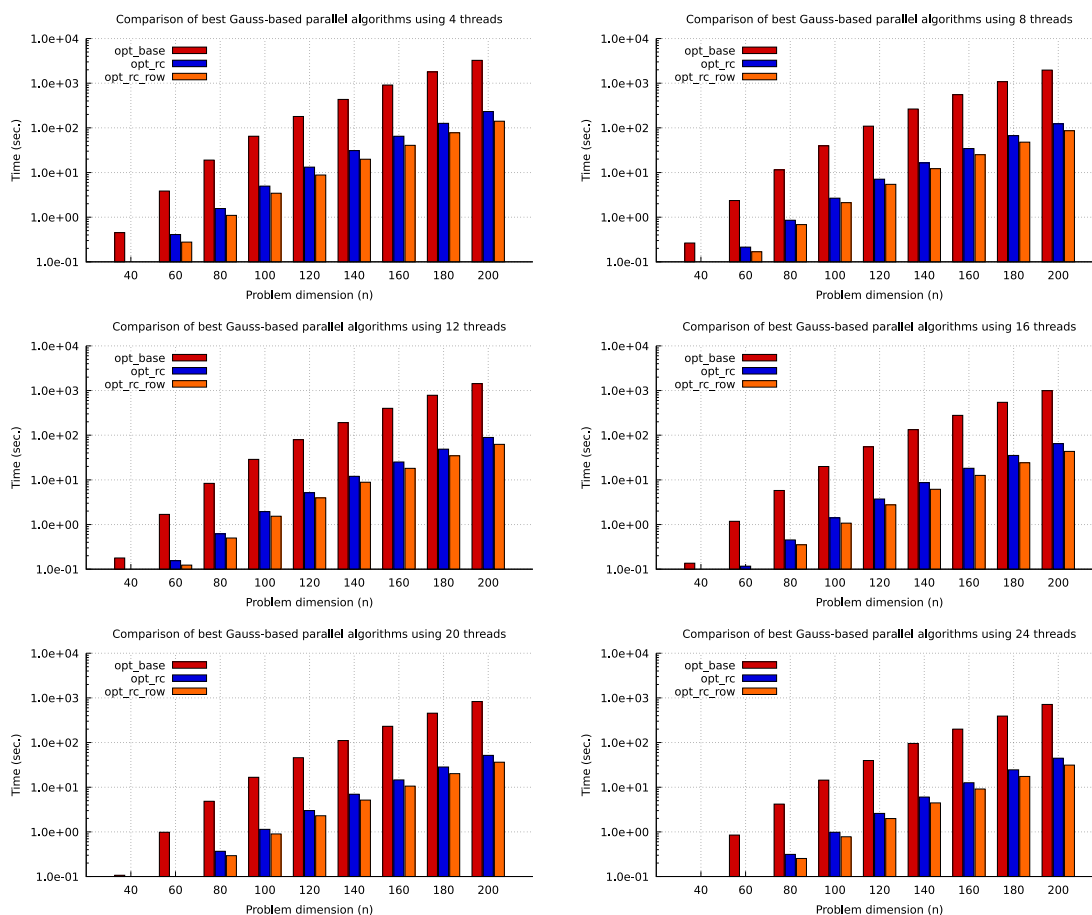 Comparison of best Gauss-based parallel algorithms using 4 threads
1.0e+04
1.0e+03
1.0e+02
1.0e+01
1.0e+00
1.0e-01
Time (sec.)
opt_base
opt_rc
opt_rc_row
40 60 80 100 120 140 160 180 200
Problem dimension (n)
Comparison of best Gauss-based parallel algorithms using 8 threads
1.0e+04
1.0e+03
1.0e+02
1.0e+01
1.0e+00
1.0e-01
Time (sec.)
opt_base
opt_rc
opt_rc_row
40 60 80 100 120 140 160 180 200
Problem dimension (n)
Comparison of best Gauss-based parallel algorithms using 12 threads
1.0e+04
1.0e+03
1.0e+02
1.0e+01
1.0e+00
1.0e-01
Time (sec.)
opt_base
opt_rc
opt_rc_row
40 60 80 100 120 140 160 180 200
Problem dimension (n)
Comparison of best Gauss-based parallel algorithms using 16 threads
1.0e+04
1.0e+03
1.0e+02
1.0e+01
1.0e+00
1.0e-01
Time (sec.)
opt_base
opt_rc
opt_rc_row
40 60 80 100 120 140 160 180 200
Problem dimension (n)
Comparison of best Gauss-based parallel algorithms using 20 threads
1.0e+04
1.0e+03
1.0e+02
1.0e+01
1.0e+00
1.0e-01
Time (sec.)
opt_base
opt_rc
opt_rc_row
40 60 80 100 120 140 160 180 200
Problem dimension (n)
Comparison of best Gauss-based parallel algorithms using 24 threads
1.0e+04
1.0e+03
1.0e+02
1.0e+01
1.0e+00
1.0e-01
Time (sec.)
opt_base
opt_rc
opt_rc_row
40 60 80 100 120 140 160 180 200
Problem dimension (n)